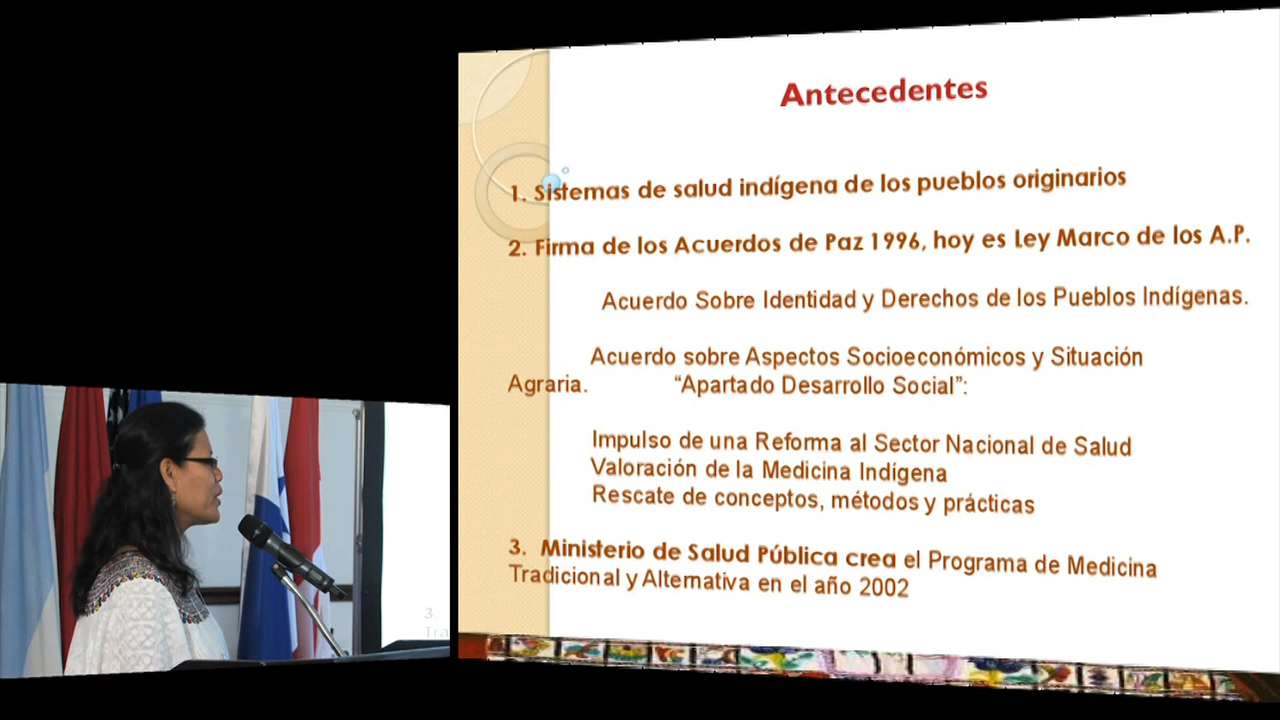 Antecedentes
1. Sistemas de salud indígena de los pueblos originarios
2. Firma de los Acuerdos de Paz 1996, hoy es Ley Marco de los A.P.
Acuerdo Sobre Identidad y Derechos de los Pueblos Indígenas.
Acuerdo sobre Aspectos Socioeconómicos y Situación
Agraria. “Apartado Desarrollo Social”:
Impulso de una Reforma al Sector Nacional de Salud
Valoración de la Medicina Indígena
Rescate de conceptos, métodos y prácticas
3. Ministerio de Salud Pública crea el Programa de Medicina
Tradicional y Alternativa en el año 2002
3.
Tra